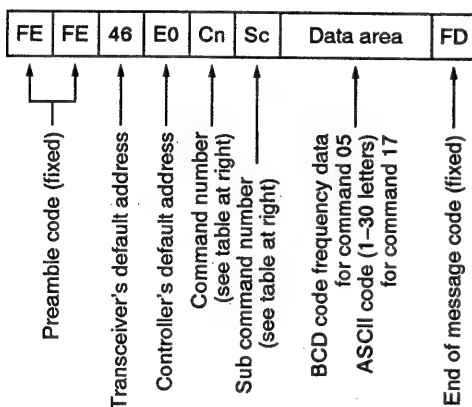 FE FE 46 E0 Cn Sc Data area FD
Preamble code (fixed)
Transceiver's default address
Controller's default address
Command number
(see table at right)
Sub command number
(see table at right)
BCD code frequency data
for command 05
ASCII code (1–30 letters)
for command 17
End of message code (fixed)